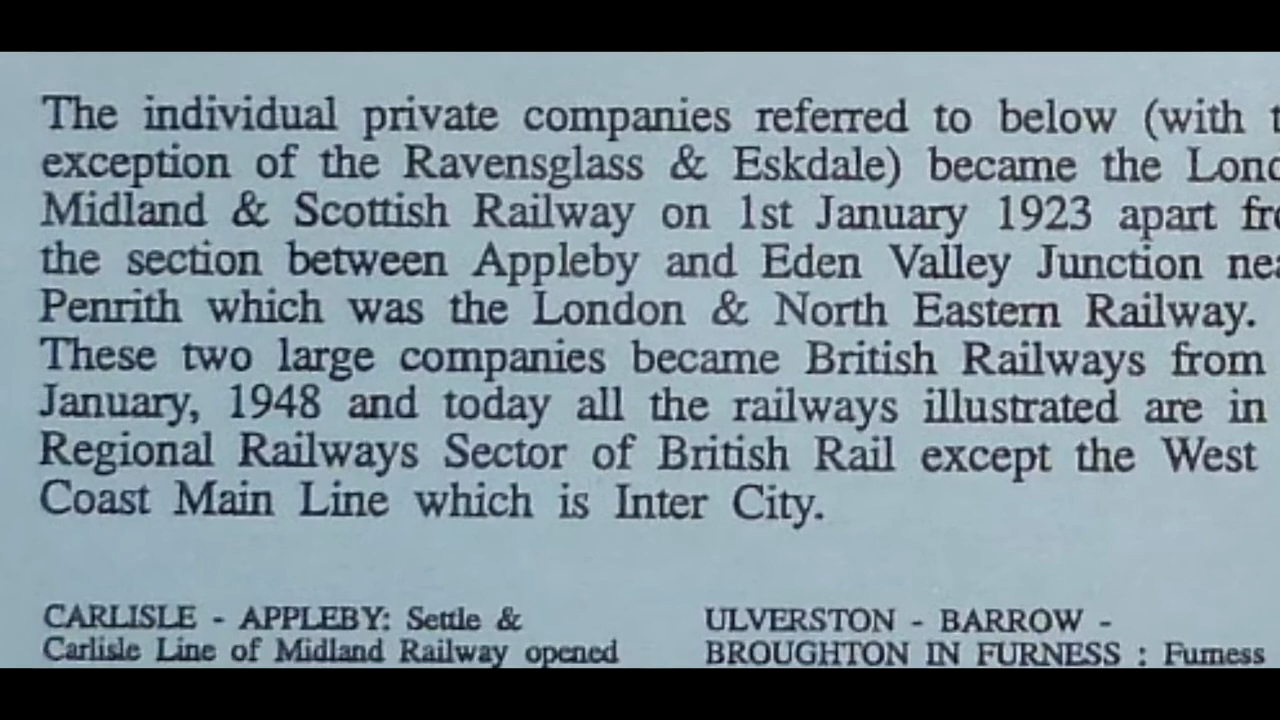 The individual private companies referred to below (with t
exception of the Ravensglass & Eskdale) became the Lond
Midland & Scottish Railway on 1st January 1923 apart fro
the section between Appleby and Eden Valley Junction nea
Penrith which was the London & North Eastern Railway.
These two large companies became British Railways from
January, 1948 and today all the railways illustrated are in
Regional Railways Sector of British Rail except the West
Coast Main Line which is Inter City.
CARLISLE - APPLEBY: Settle &
Carlisle Line of Midland Railway opened
ULVERSTON - BARROW -
BROUGHTON IN FURNESS : Furness